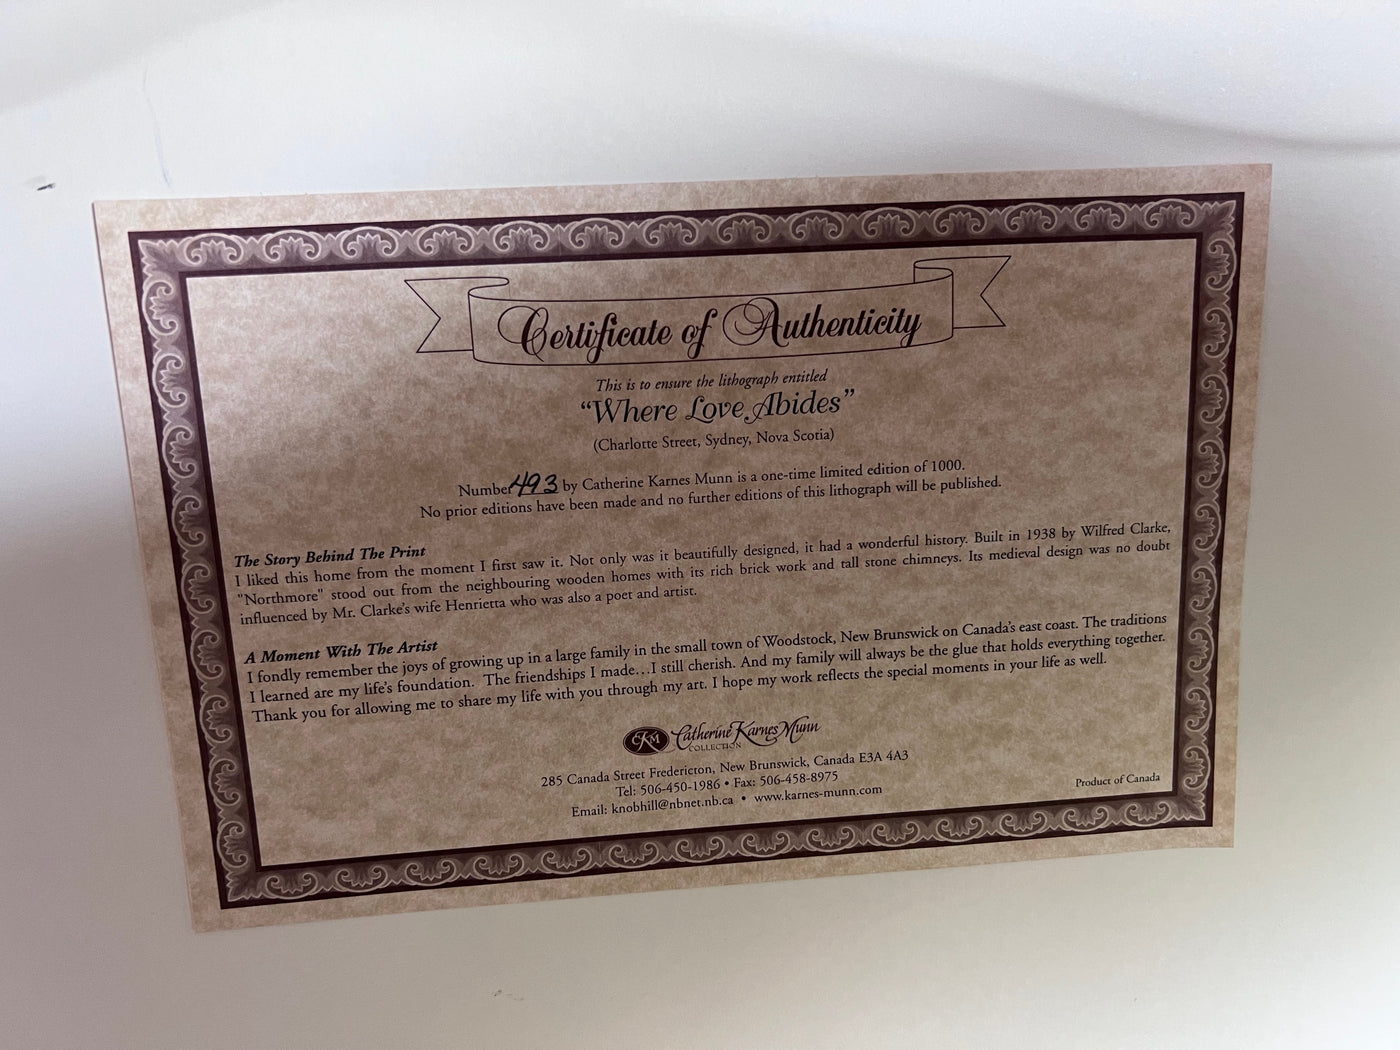 Certificate of Authenticity
This is to ensure the lithograph entitled
“Where Love Abides”
(Charlotte Street, Sydney, Nova Scotia)
Number 493 by Catherine Karnes Munn is a one-time limited edition of 1000.
No prior editions have been made and no further editions of this lithograph will be published.
The Story Behind The Print
I liked this home from the moment I first saw it. Not only was it beautifully designed, it had a wonderful history. Built in 1938 by Wilfred Clarke,
"Northmore" stood out from the neighbouring wooden homes with its rich brick work and tall stone chimneys. Its medieval design was no doubt
influenced by Mr. Clarke's wife Henrietta who was also a poet and artist.
A Moment With The Artist
I fondly remember the joys of growing up in a large family in the small town of Woodstock, New Brunswick on Canada's east coast. The traditions
I learned are my life's foundation. The friendships I made…I still cherish. And my family will always be the glue that holds everything together.
Thank you for allowing me to share my life with you through my art. I hope my work reflects the special moments in your life as well.
CKM Catherine Karnes Munn
COLLECTION
285 Canada Street Fredericton, New Brunswick, Canada E3A 4A3
Tel: 506-450-1986 • Fax: 506-458-8975
Email: knobhill@nbnet.nb.ca • www.karnes-munn.com
Product of Canada